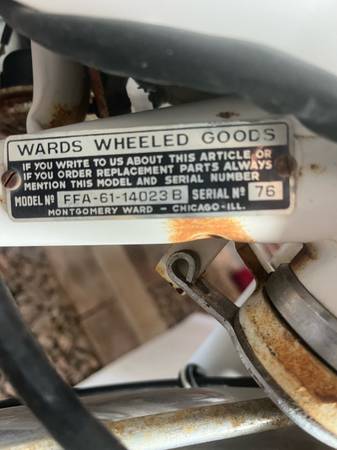 WARDS WHEELED GOODS
IF YOU WRITE TO US ABOUT THIS ARTICLE OR
IF YOU ORDER REPLACEMENT PARTS ALWAYS
MENTION THIS MODEL AND SERIAL NUMBER
MODEL Nº FFA-61-14023 B SERIAL Nº 76
MONTGOMERY WARD - CHICAGO-ILL.